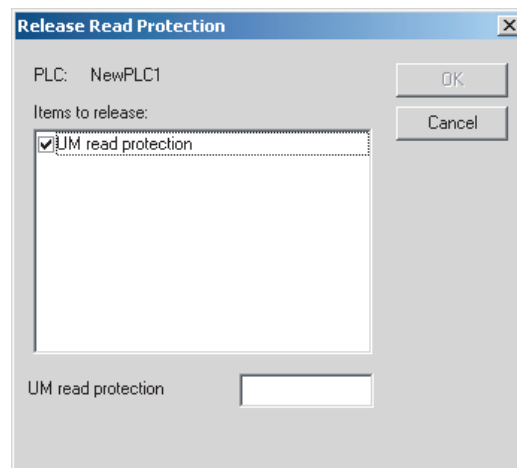 Release Read Protection
PLC: NewPLC1
OK
Items to release:
Cancel
UM read protection
UM read protection